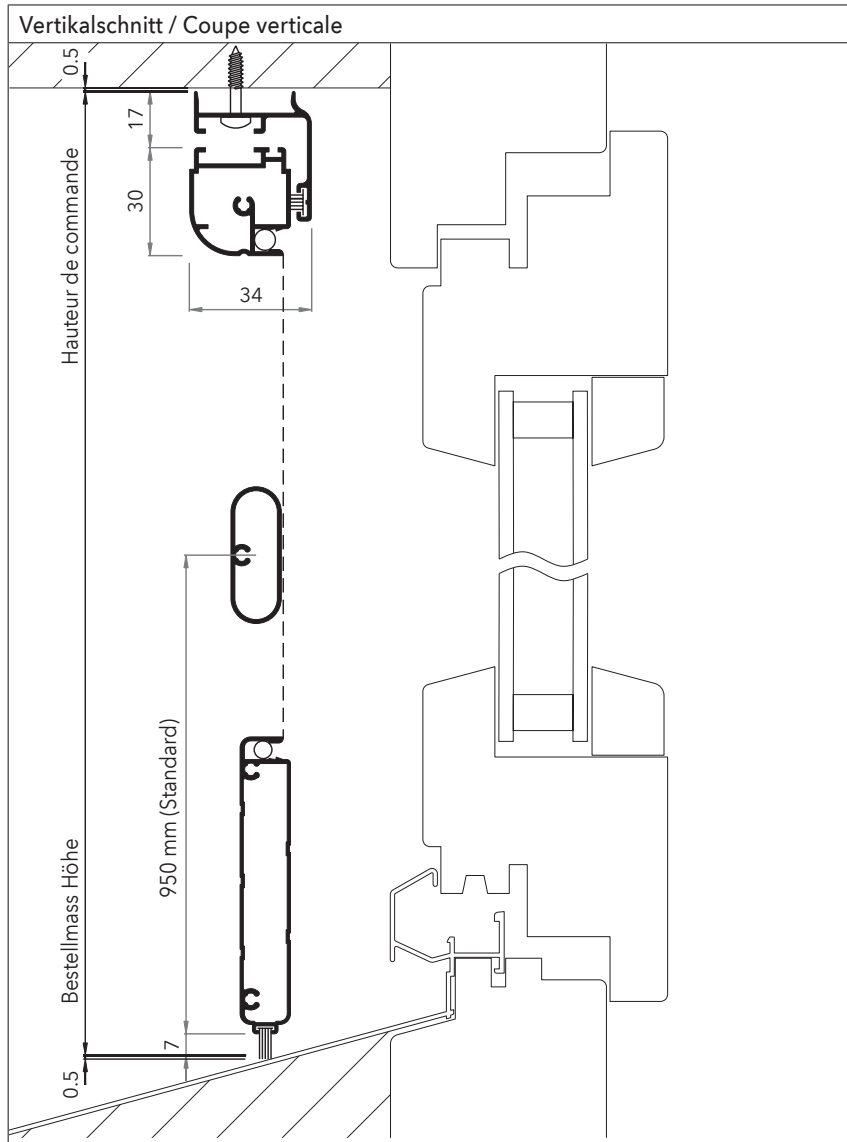 Vertikalschnitt / Coupe verticale
0.5
17
Hauteur de commande
30
34
950 mm (Standard)
Bestellmass Höhe
7
0.5